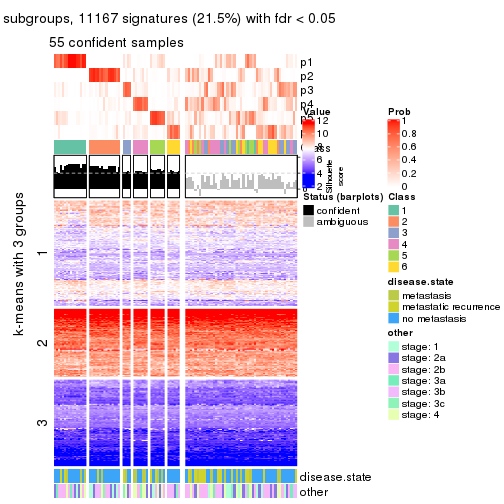 subgroups, 11167 signatures (21.5%) with fdr < 0.05
55 confident samples
p1
p2
p3
p4
Value
12
10
8
6
4
2
Prob
1
0.8
0.6
0.4
0.2
0
Silhouette
score
Status (barplots)
confident
ambiguous
Class
1
2
3
4
5
6
disease.state
metastasis
metastatic recurrence
no metastasis
other
stage: 1
stage: 2a
stage: 2b
stage: 3a
stage: 3b
stage: 3c
stage: 4
k-means with 3 groups
1
2
3
disease.state
other